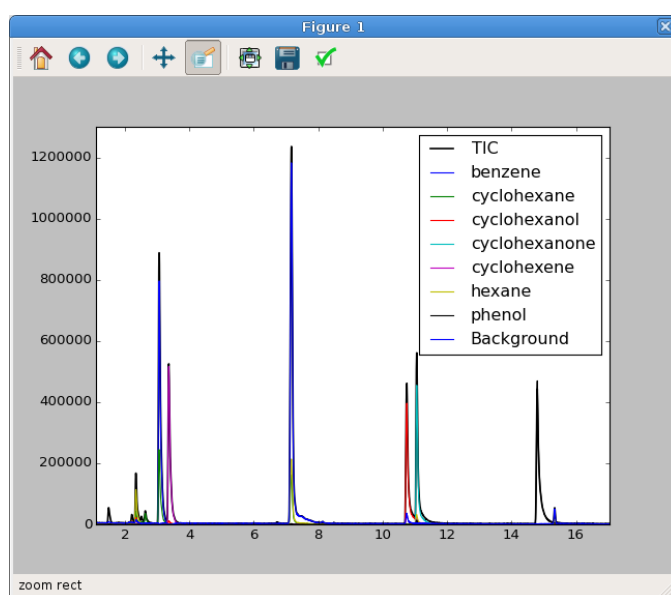 Figure 1
1200000
1000000
800000
600000
400000
200000
0
2
4
6
8
10
12
14
16
TIC
benzene
cyclohexane
cyclohexanol
cyclohexanone
cyclohexene
hexane
phenol
Background
zoom rect